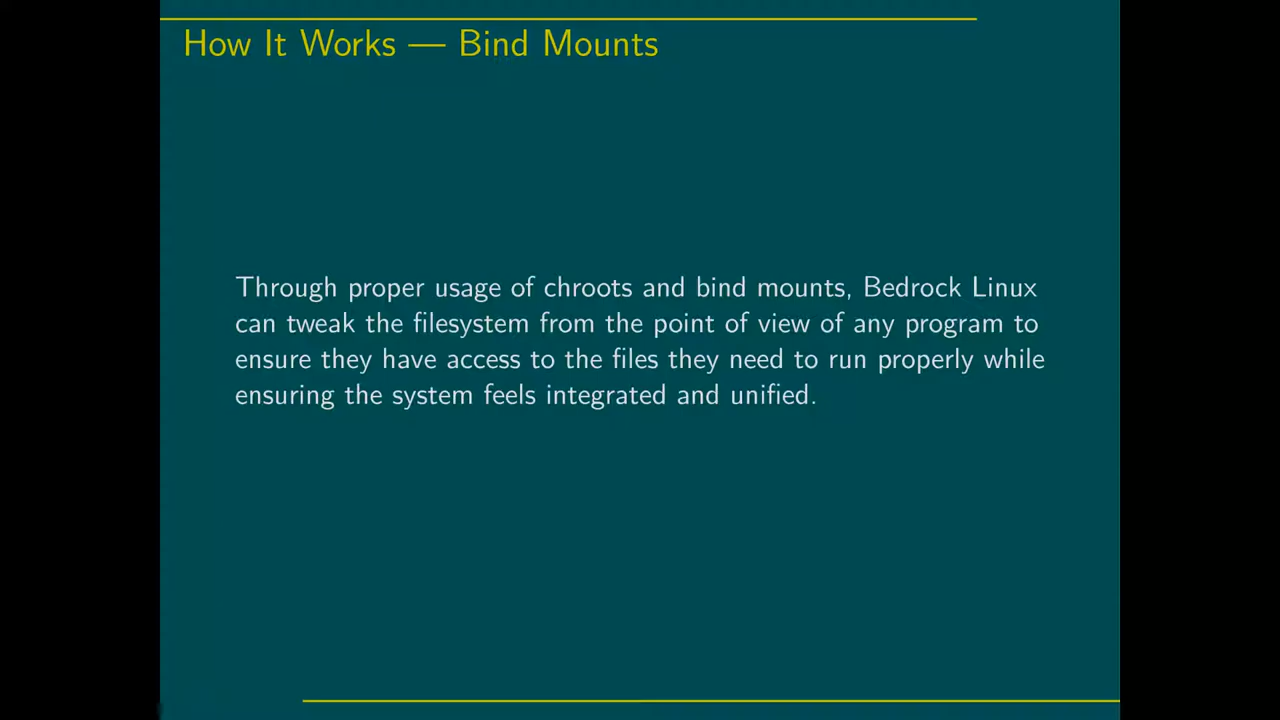 How It Works — Bind Mounts
Through proper usage of chroots and bind mounts, Bedrock Linux
can tweak the filesystem from the point of view of any program to
ensure they have access to the files they need to run properly while
ensuring the system feels integrated and unified.